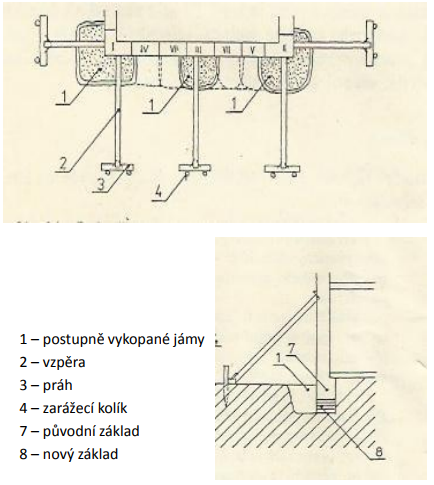 I IV VI III VII V II
1 1 1
2
3 4
1 – postupně vykopané jámy
2 – vzpěra
3 – práh
4 – zarážecí kolík
7 – původní základ
8 – nový základ
1 7
8